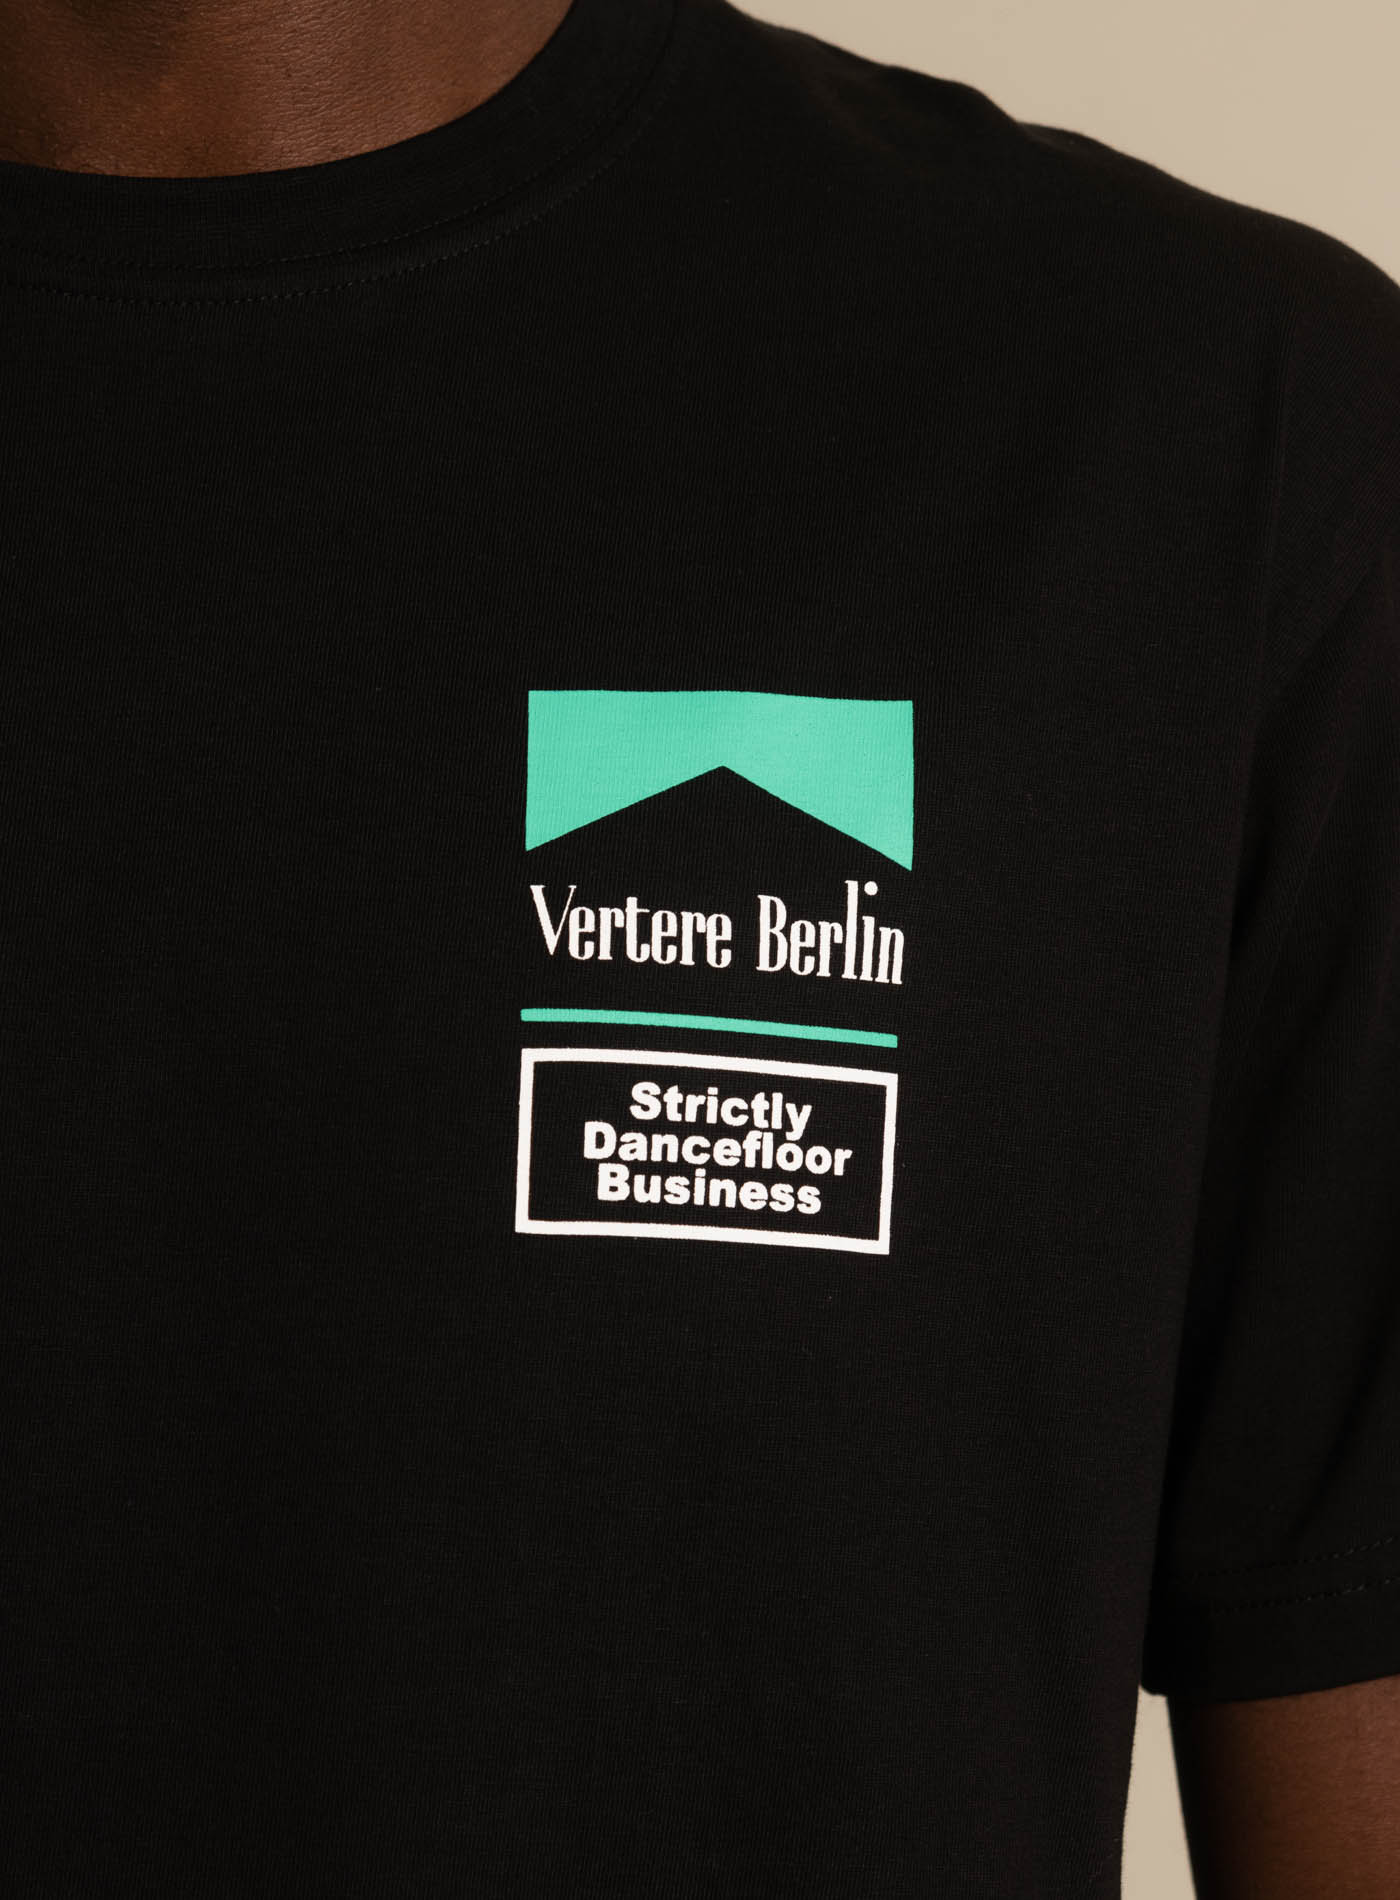 Vertere Berlin
Strictly
Dancefloor
Business